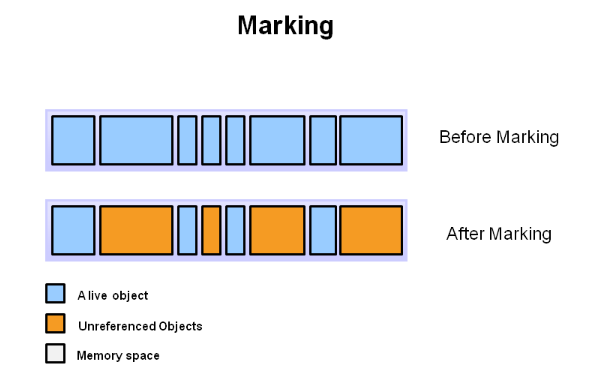 Marking
Before Marking
After Marking
A live object
Unreferenced Objects
Memory space